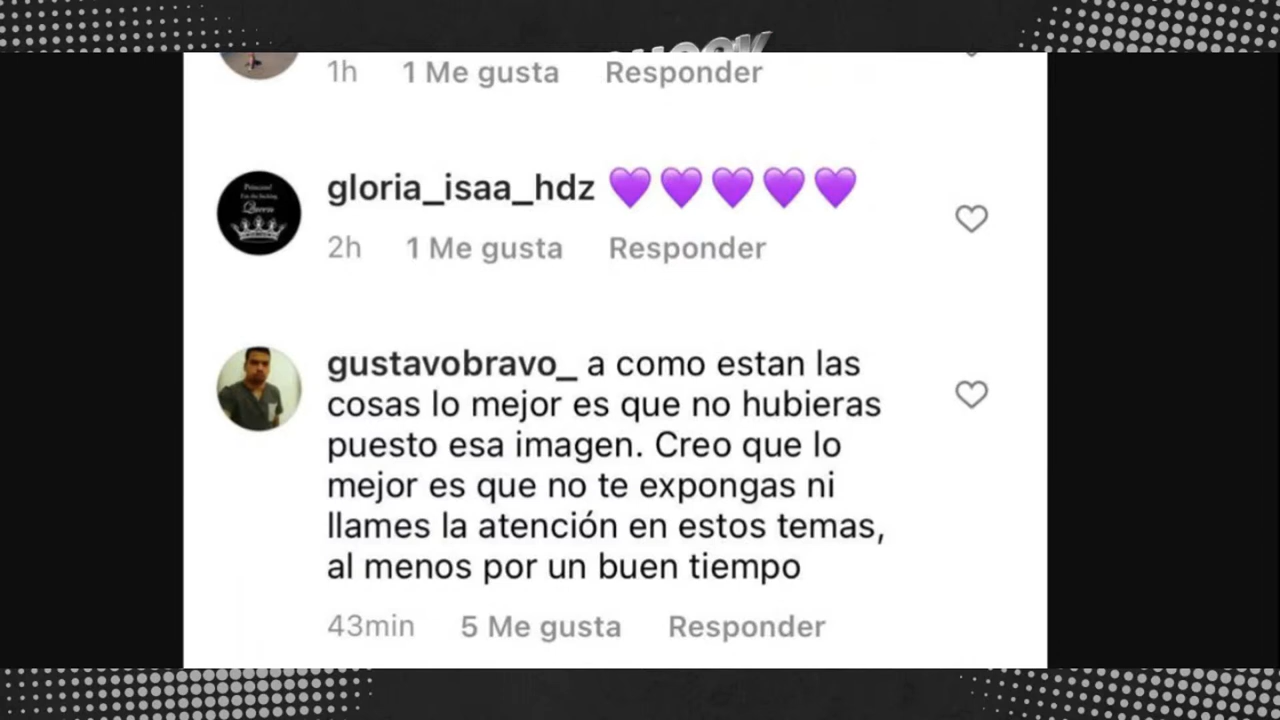 1h 1 Me gusta Responder
gloria_isaa_hdz 💜💜💜💜💜
2h 1 Me gusta Responder
gustavobravo_ a como estan las
cosas lo mejor es que no hubieras
puesto esa imagen. Creo que lo
mejor es que no te expongas ni
llames la atención en estos temas,
al menos por un buen tiempo
43min 5 Me gusta Responder